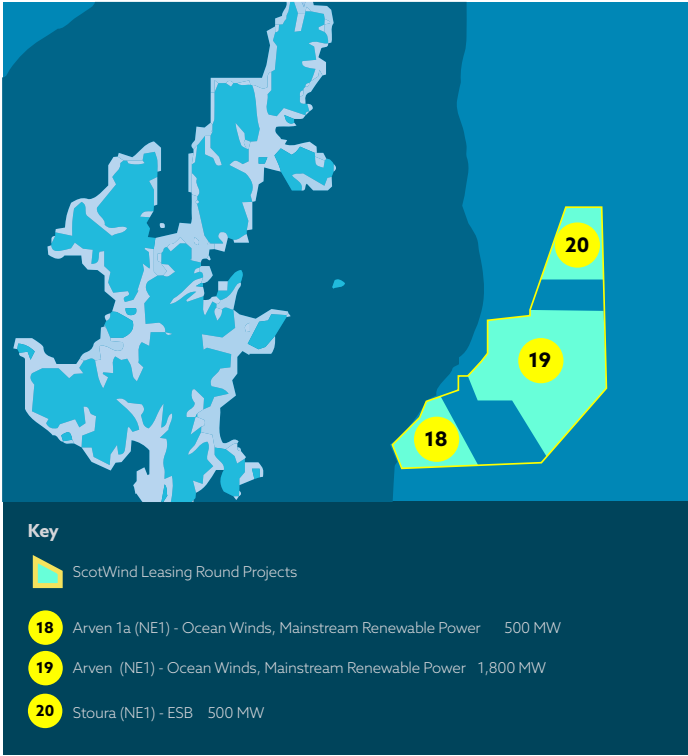 20
19
18
Key
ScotWind Leasing Round Projects
18 Arven 1a (NE1) - Ocean Winds, Mainstream Renewable Power 500 MW
19 Arven (NE1) - Ocean Winds, Mainstream Renewable Power 1,800 MW
20 Stoura (NE1) - ESB 500 MW